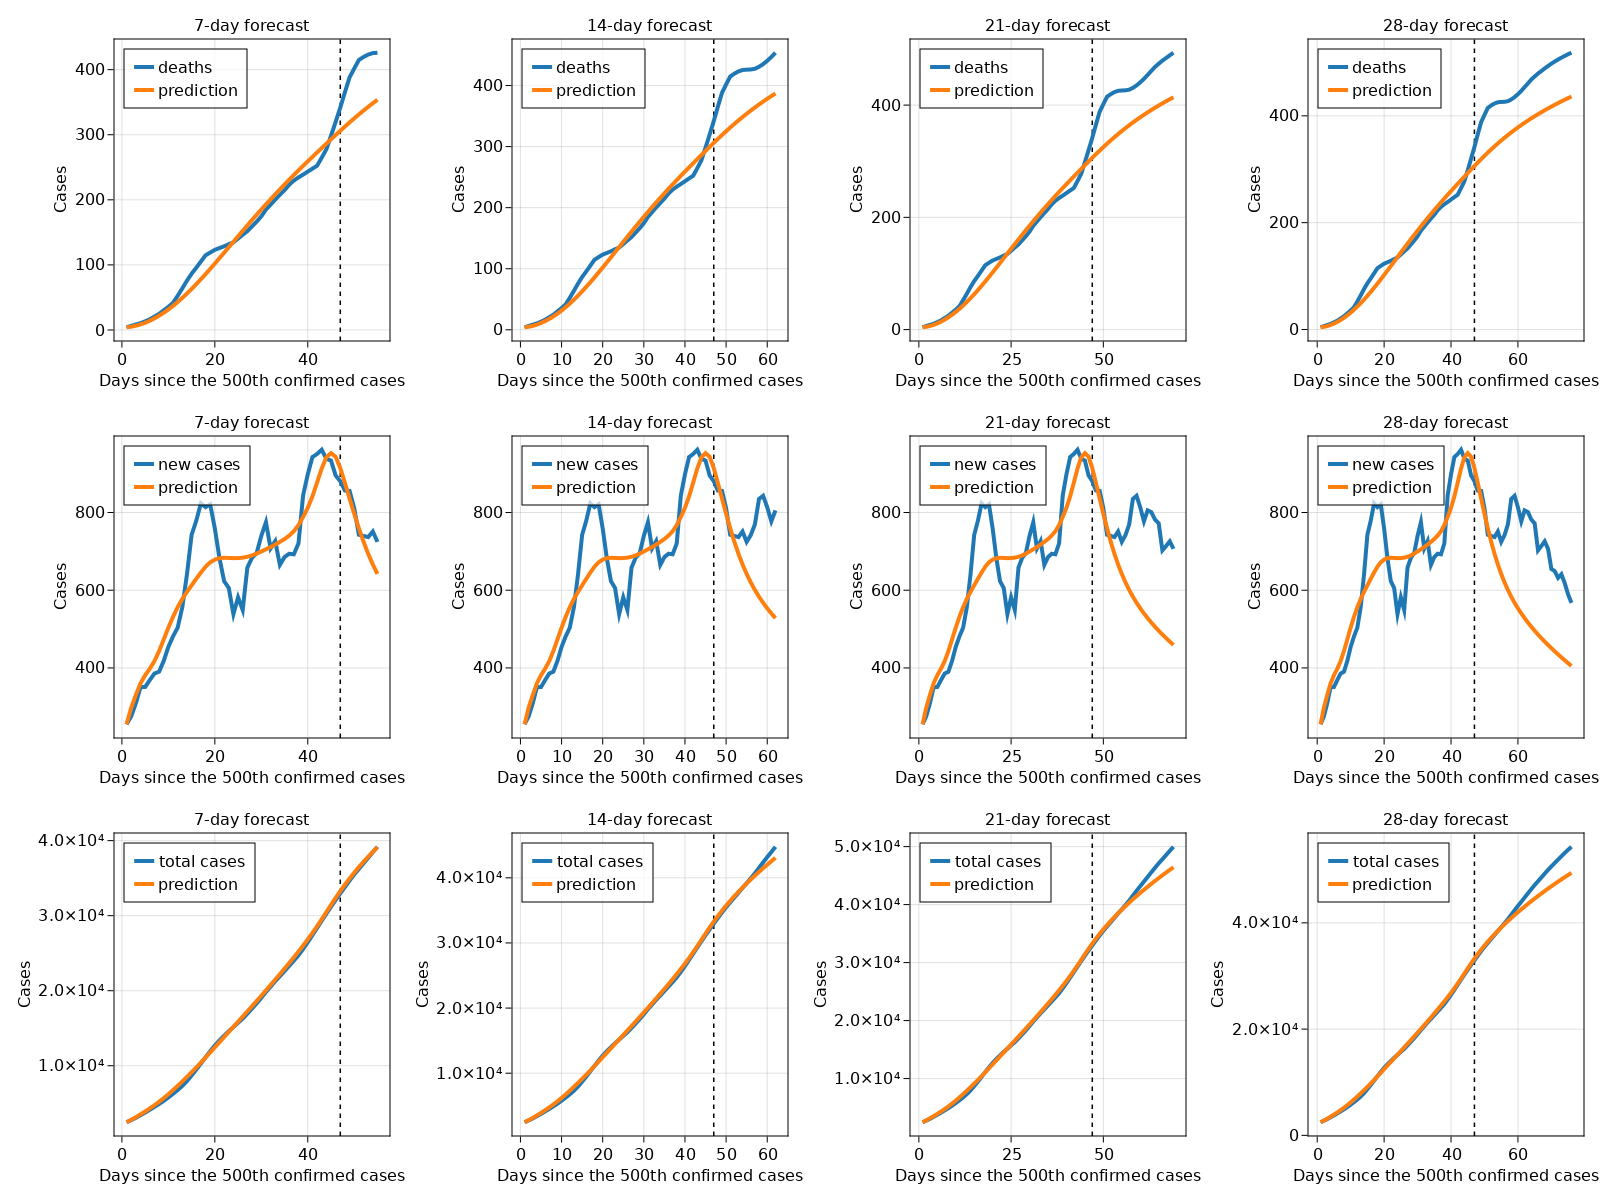 7-day forecast
14-day forecast
21-day forecast
28-day forecast
deaths
prediction
deaths
prediction
deaths
prediction
deaths
prediction
400
300
200
100
0
400
300
200
100
0
400
200
0
400
200
0
Cases
Cases
Cases
Cases
0 20 40
0 10 20 30 40 50 60
0 25 50
0 20 40 60
Days since the 500th confirmed cases
Days since the 500th confirmed cases
Days since the 500th confirmed cases
Days since the 500th confirmed cases
7-day forecast
14-day forecast
21-day forecast
28-day forecast
new cases
prediction
new cases
prediction
new cases
prediction
new cases
prediction
800
600
400
800
600
400
800
600
400
800
600
400
Cases
Cases
Cases
Cases
0 20 40
0 10 20 30 40 50 60
0 25 50
0 20 40 60
Days since the 500th confirmed cases
Days since the 500th confirmed cases
Days since the 500th confirmed cases
Days since the 500th confirmed cases
7-day forecast
14-day forecast
21-day forecast
28-day forecast
total cases
prediction
total cases
prediction
total cases
prediction
total cases
prediction
4.0×10⁴
3.0×10⁴
2.0×10⁴
1.0×10⁴
4.0×10⁴
3.0×10⁴
2.0×10⁴
1.0×10⁴
5.0×10⁴
4.0×10⁴
3.0×10⁴
2.0×10⁴
1.0×10⁴
4.0×10⁴
2.0×10⁴
0
Cases
Cases
Cases
Cases
0 20 40
0 10 20 30 40 50 60
0 25 50
0 20 40 60
Days since the 500th confirmed cases
Days since the 500th confirmed cases
Days since the 500th confirmed cases
Days since the 500th confirmed cases